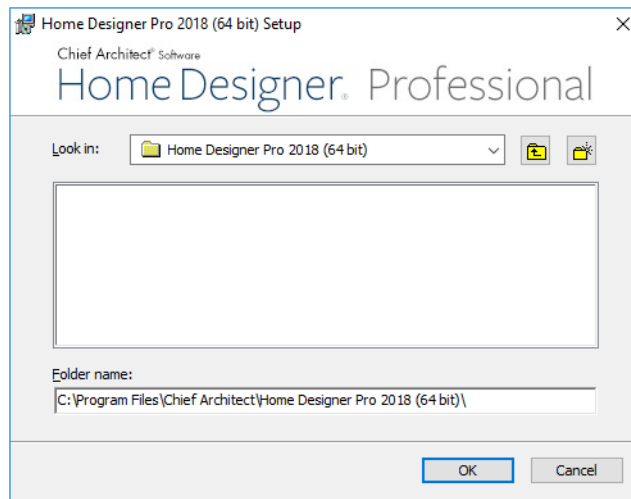 Home Designer Pro 2018 (64 bit) Setup
Chief Architect® Software
Home Designer® Professional
Look in:
Home Designer Pro 2018 (64 bit)
Folder name:
C:\Program Files\Chief Architect\Home Designer Pro 2018 (64 bit)\
OK
Cancel